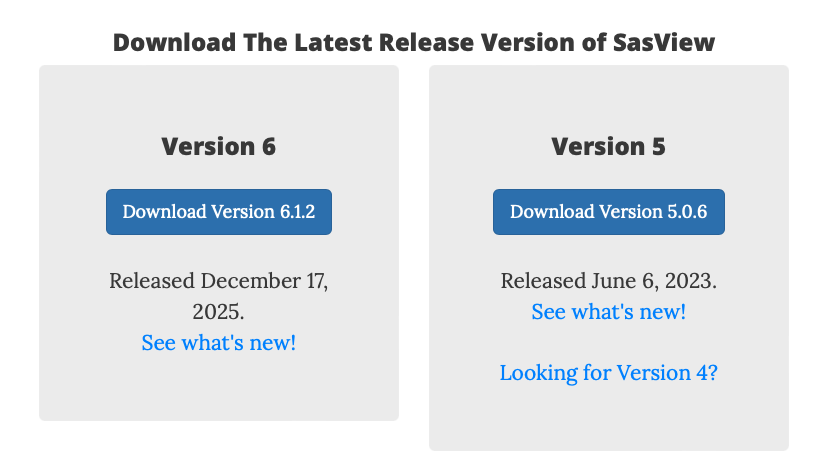 Download The Latest Release Version of SasView
Version 6
Download Version 6.1.2
Released December 17,
2025.
See what's new!
Version 5
Download Version 5.0.6
Released June 6, 2023.
See what's new!
Looking for Version 4?